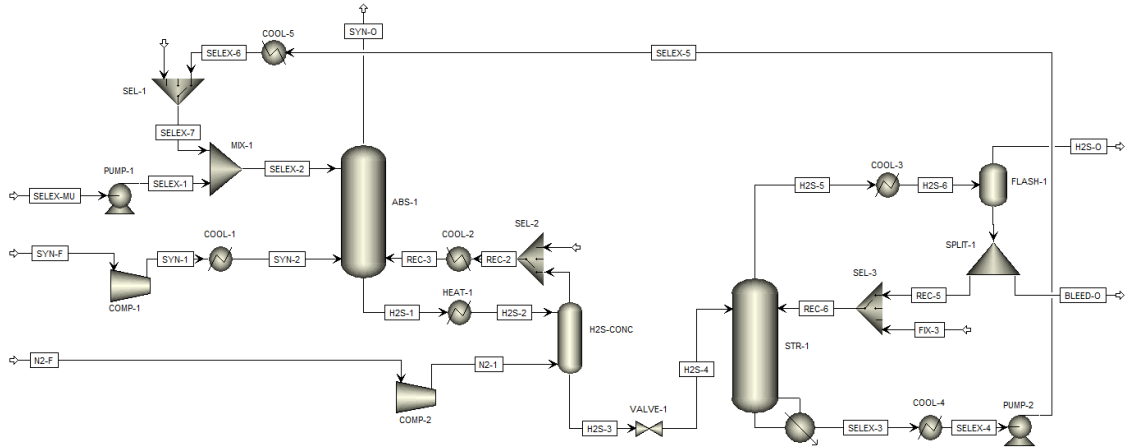 SYN-O
COOL-5
SELEX-6
SELEX-5
SEL-1
SELEX-7
MIX-1
SELEX-2
PUMP-1
SELEX-MU
SELEX-1
ABS-1
COOL-3
H2S-O
H2S-5
H2S-6
FLASH-1
SYN-F
COOL-1
SYN-1
SYN-2
COMP-1
SEL-2
COOL-2
REC-3
REC-2
HEAT-1
H2S-1
H2S-2
H2S-CONC
SPLIT-1
SEL-3
REC-5
BLEED-O
REC-6
FIX-3
STR-1
N2-F
N2-1
COMP-2
H2S-4
VALVE-1
H2S-3
COOL-4
PUMP-2
SELEX-3
SELEX-4